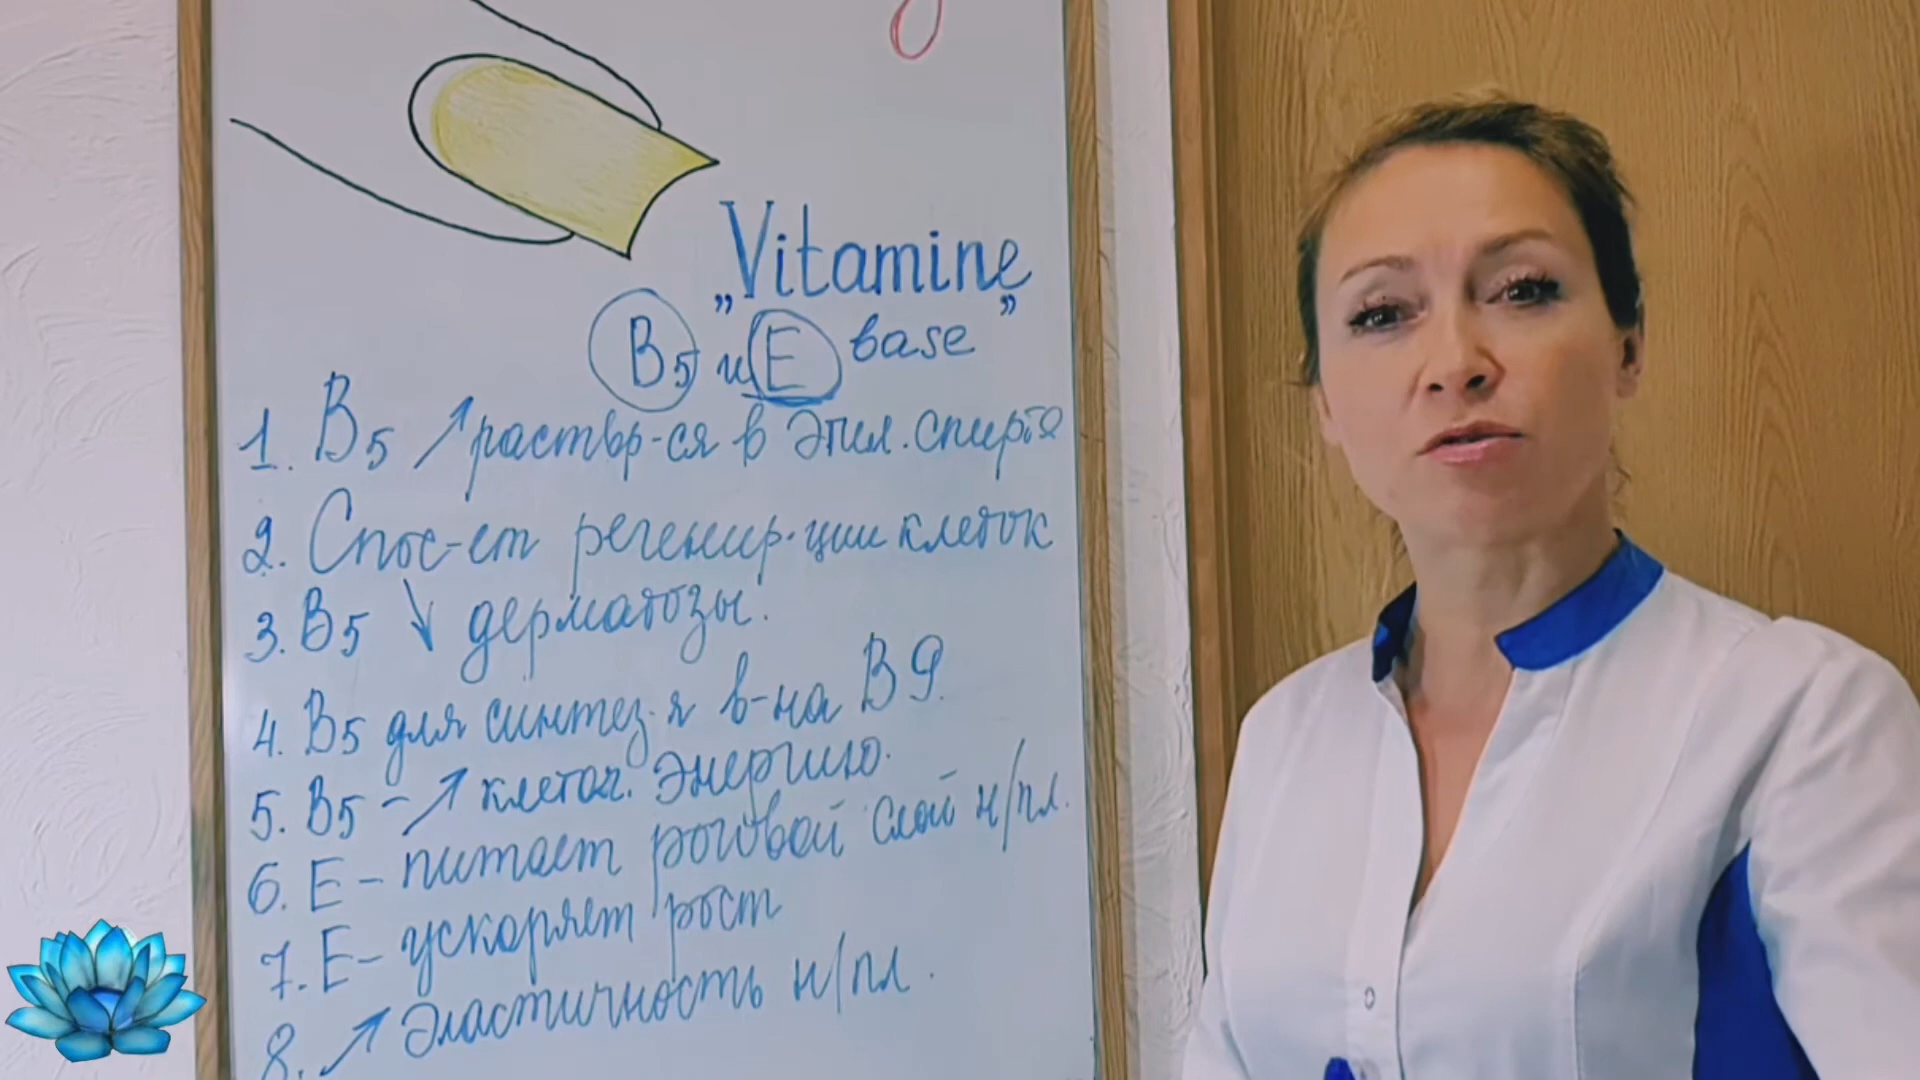 „Vitamine”
B5 и E base
1. B5 ↗ раствор-ся в этил. спирте
2. Спос-ет регенир-ции клеток
3. B5 ↘ дерматозы.
4. B5 для синтез-я в-на B9.
5. B5 - ↗ клеточ. энергию.
6. E - питает роговой слой н/пл.
7. E - ускоряет рост
8. ↗ эластичность н/пл.